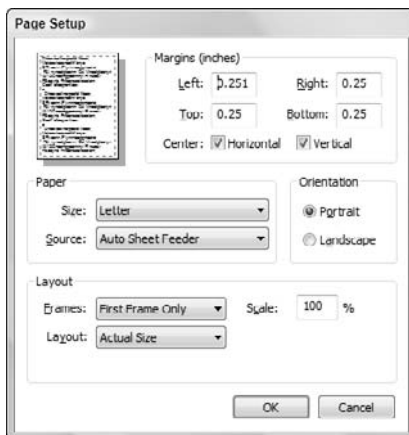 Page Setup
Margins (inches)
Left: 0.251 Right: 0.25
Top: 0.25 Bottom: 0.25
Center: Horizontal Vertical
Paper
Size: Letter
Source: Auto Sheet Feeder
Orientation
Portrait
Landscape
Layout
Frames: First Frame Only Scale: 100 %
Layout: Actual Size
OK Cancel